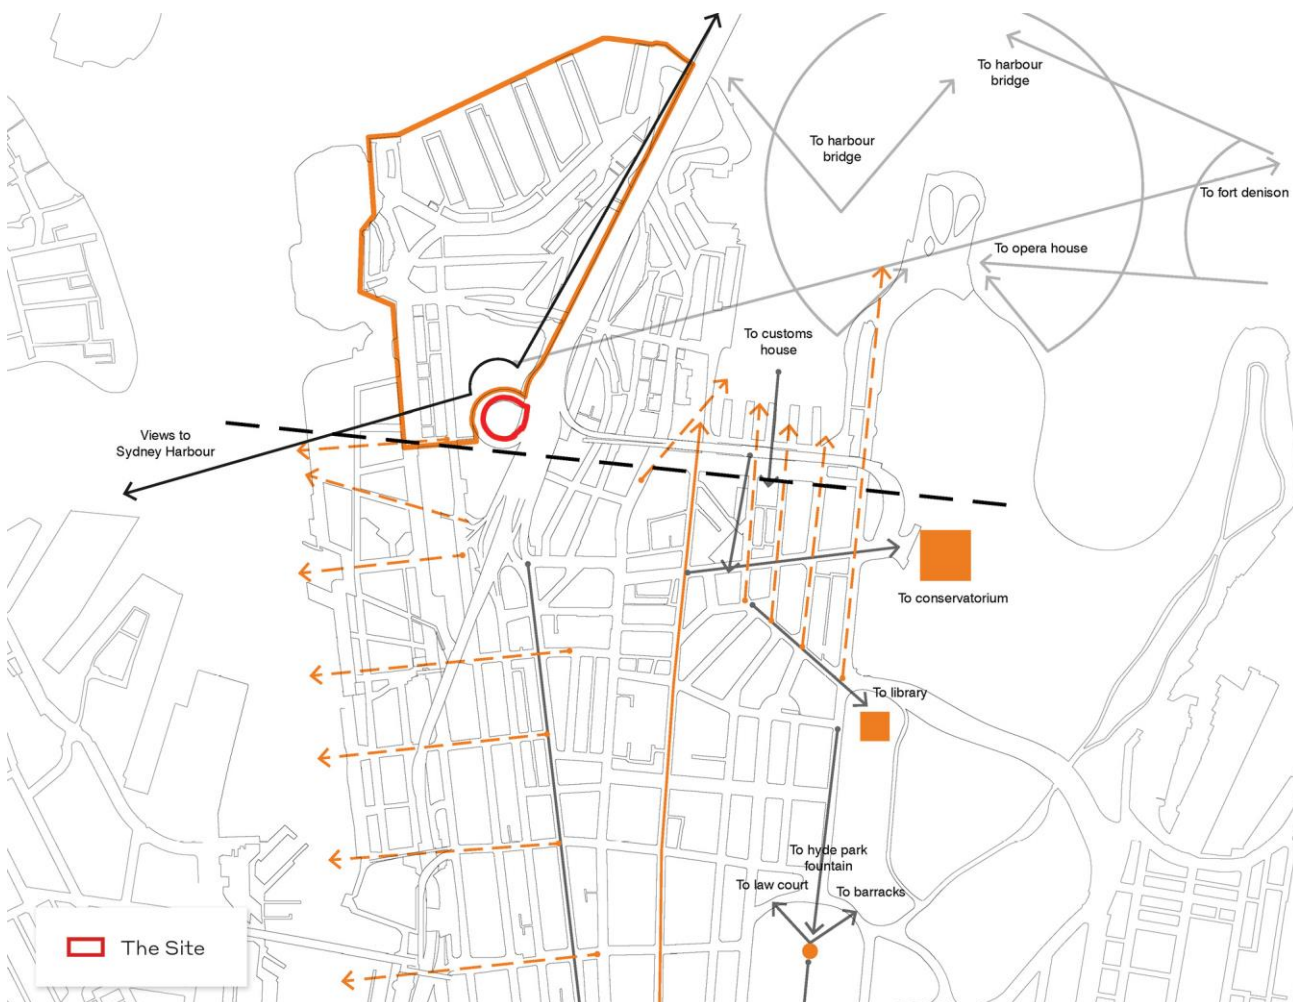 To harbour
bridge
To harbour
bridge
To fort denison
To opera house
To customs
house
Views to
Sydney Harbour
To conservatorium
To library
To hyde park
fountain
To law court
To barracks
The Site